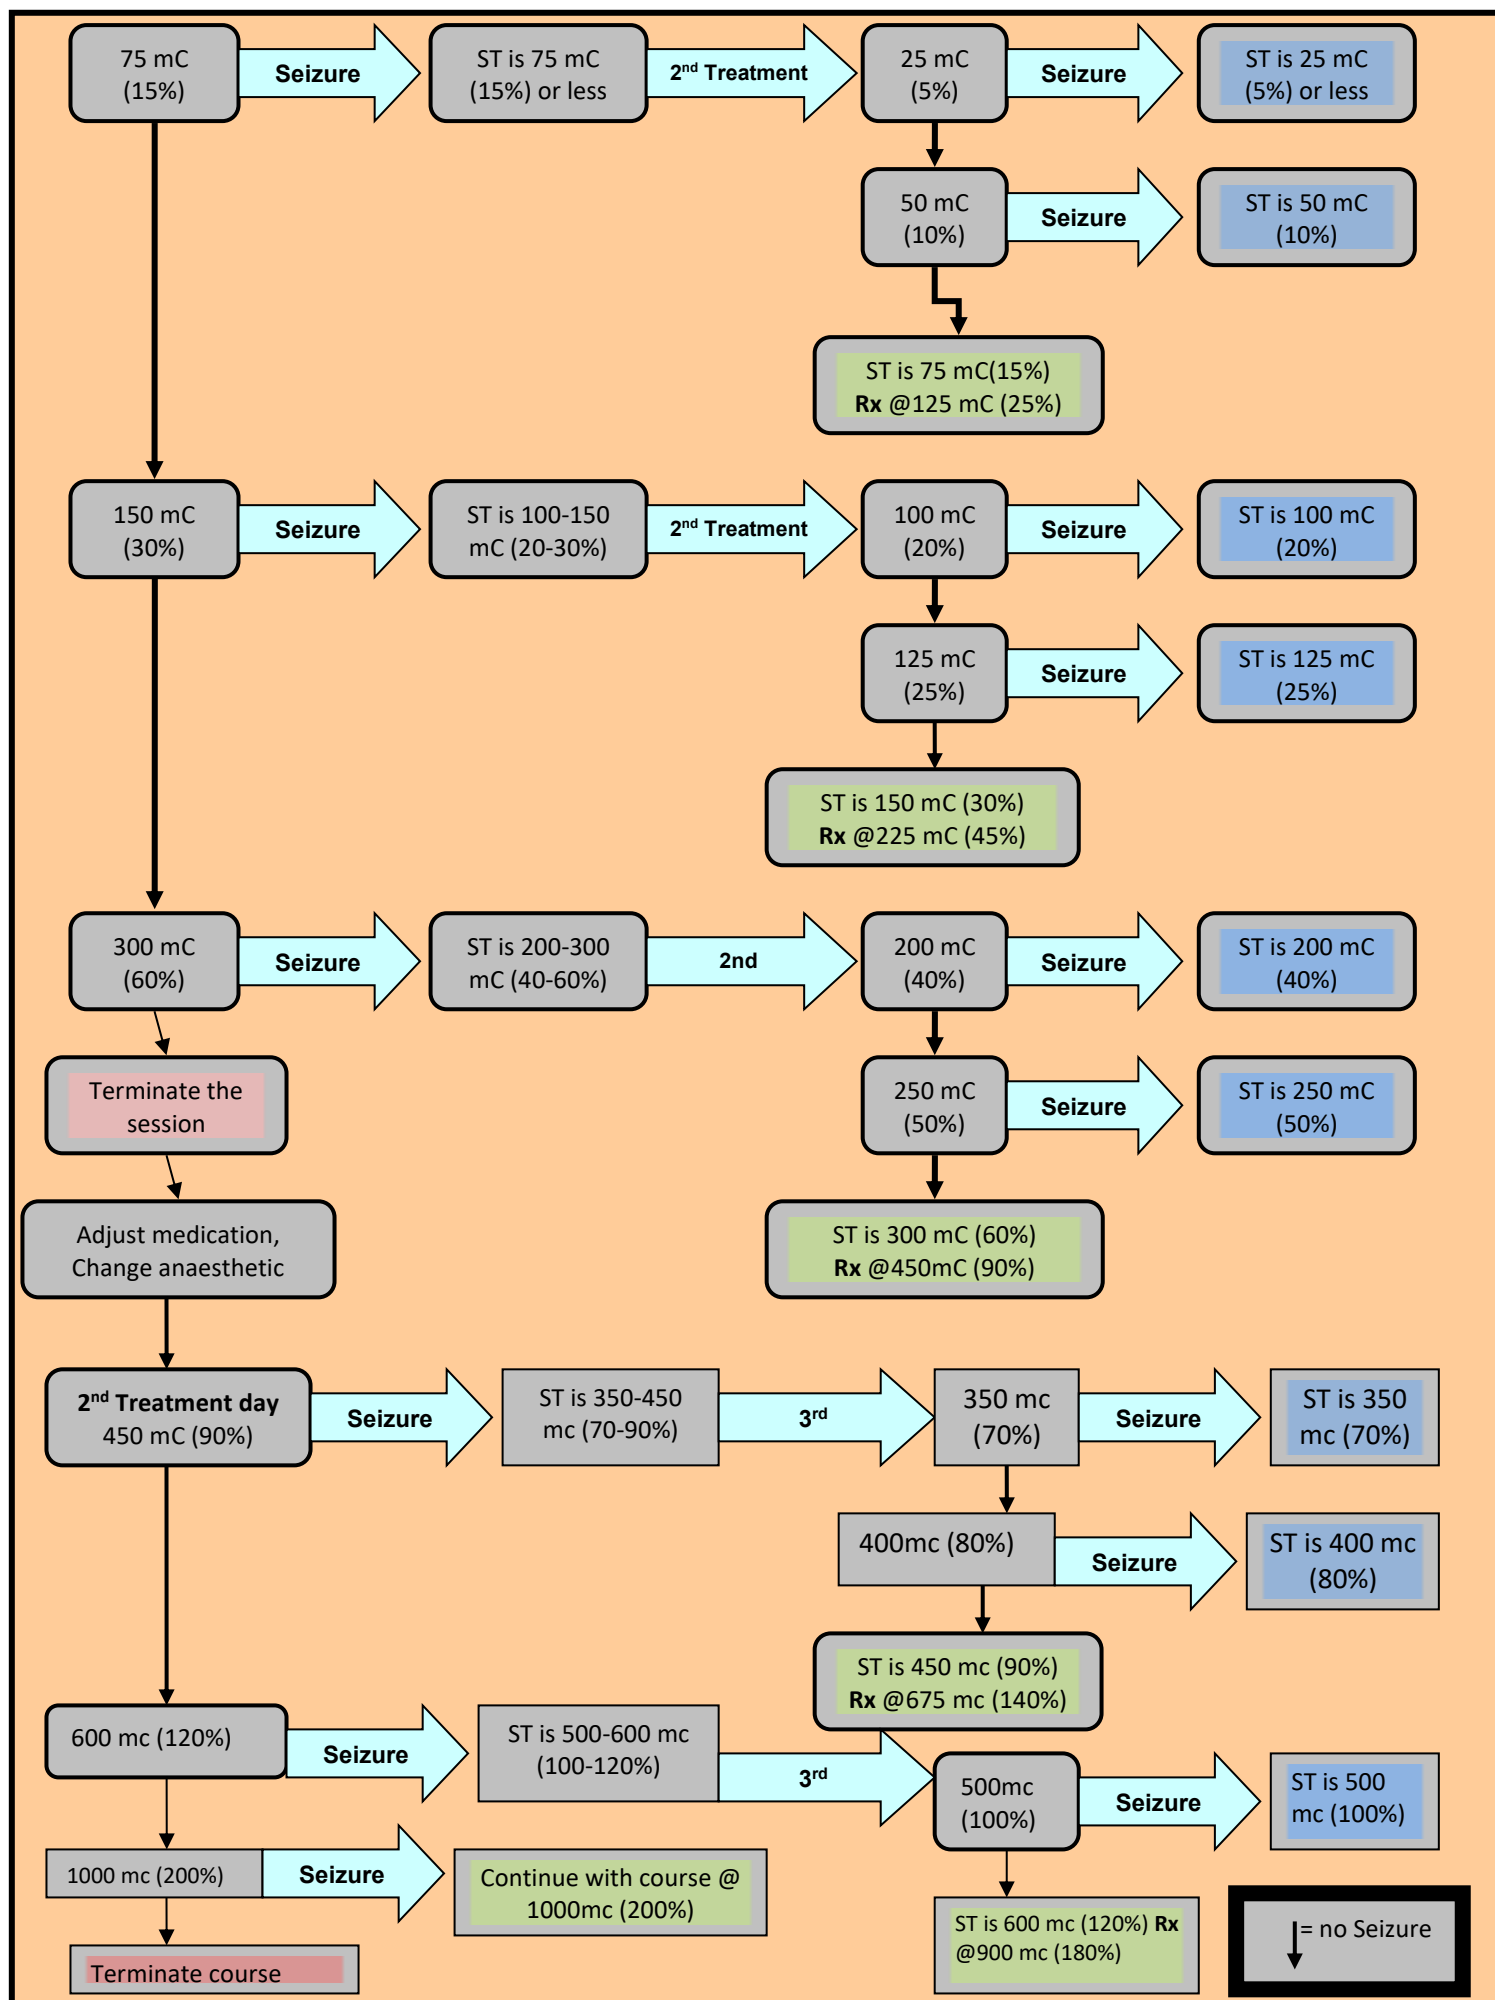 75 mC
(15%)
Seizure
ST is 75 mC
(15%) or less
2nd Treatment
25 mC
(5%)
Seizure
ST is 25 mC
(5%) or less
50 mC
(10%)
Seizure
ST is 50 mC
(10%)
ST is 75 mC(15%)
Rx @125 mC (25%)
150 mC
(30%)
Seizure
ST is 100-150
mC (20-30%)
2nd Treatment
100 mC
(20%)
Seizure
ST is 100 mC
(20%)
125 mC
(25%)
Seizure
ST is 125 mC
(25%)
ST is 150 mC (30%)
Rx @225 mC (45%)
300 mC
(60%)
Seizure
ST is 200-300
mC (40-60%)
2nd
200 mC
(40%)
Seizure
ST is 200 mC
(40%)
Terminate the
session
250 mC
(50%)
Seizure
ST is 250 mC
(50%)
Adjust medication,
Change anaesthetic
ST is 300 mC (60%)
Rx @450mC (90%)
2nd Treatment day
450 mC (90%)
Seizure
ST is 350-450
mc (70-90%)
3rd
350 mc
(70%)
Seizure
ST is 350
mc (70%)
400mc (80%)
Seizure
ST is 400 mc
(80%)
ST is 450 mc (90%)
Rx @675 mc (140%)
600 mc (120%)
Seizure
ST is 500-600 mc
(100-120%)
3rd
500mc
(100%)
Seizure
ST is 500
mc (100%)
1000 mc (200%)
Seizure
Continue with course @
1000mc (200%)
ST is 600 mc (120%) Rx
@900 mc (180%)
= no Seizure
Terminate course